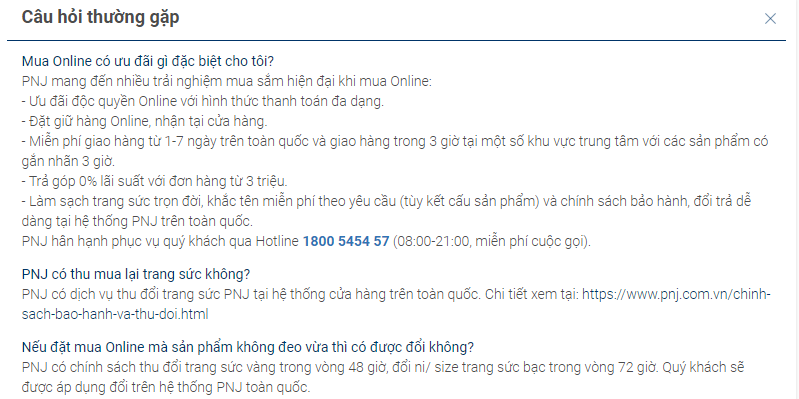 Câu hỏi thường gặp
Mua Online có ưu đãi gì đặc biệt cho tôi?
PNJ mang đến nhiều trải nghiệm mua sắm hiện đại khi mua Online:
- Ưu đãi độc quyền Online với hình thức thanh toán đa dạng.
- Đặt giữ hàng Online, nhận tại cửa hàng.
- Miễn phí giao hàng từ 1-7 ngày trên toàn quốc và giao hàng trong 3 giờ tại một số khu vực trung tâm với các sản phẩm có
gắn nhãn 3 giờ.
- Trả góp 0% lãi suất với đơn hàng từ 3 triệu.
- Làm sạch trang sức trọn đời, khắc tên miễn phí theo yêu cầu (tùy kết cấu sản phẩm) và chính sách bảo hành, đổi trả dễ
dàng tại hệ thống PNJ trên toàn quốc.
PNJ hân hạnh phục vụ quý khách qua Hotline 1800 5454 57 (08:00-21:00, miễn phí cuộc gọi).
PNJ có thu mua lại trang sức không?
PNJ có dịch vụ thu đổi trang sức PNJ tại hệ thống cửa hàng trên toàn quốc. Chi tiết xem tại: https://www.pnj.com.vn/chinh-
sach-bao-hanh-va-thu-doi.html
Nếu đặt mua Online mà sản phẩm không đeo vừa thì có được đổi không?
PNJ có chính sách thu đổi trang sức vàng trong vòng 48 giờ, đổi ni/ size trang sức bạc trong vòng 72 giờ. Quý khách sẽ
được áp dụng đổi trên hệ thống PNJ toàn quốc.